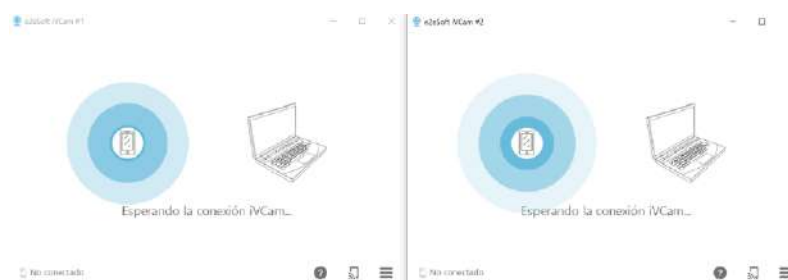 e2eSoft iVCam #1
e2eSoft iVCam #2
Esperando la conexión iVCam...
Esperando la conexión iVCam...
No conectado
No conectado